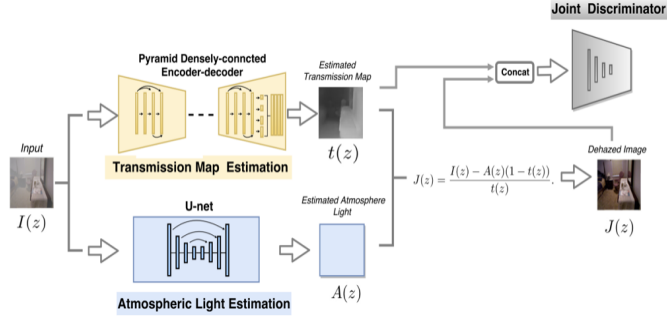 Joint Discriminator
Pyramid Densely-conncted
Encoder-decoder
Estimated
Transmission Map
Concat
Input
t(z)
Dehazed Image
Transmission Map Estimation
I(z)
J(z) = \frac{I(z) - A(z)(1 - t(z))}{t(z)}.
U-net
Estimated Atmosphere
Light
J(z)
A(z)
Atmospheric Light Estimation